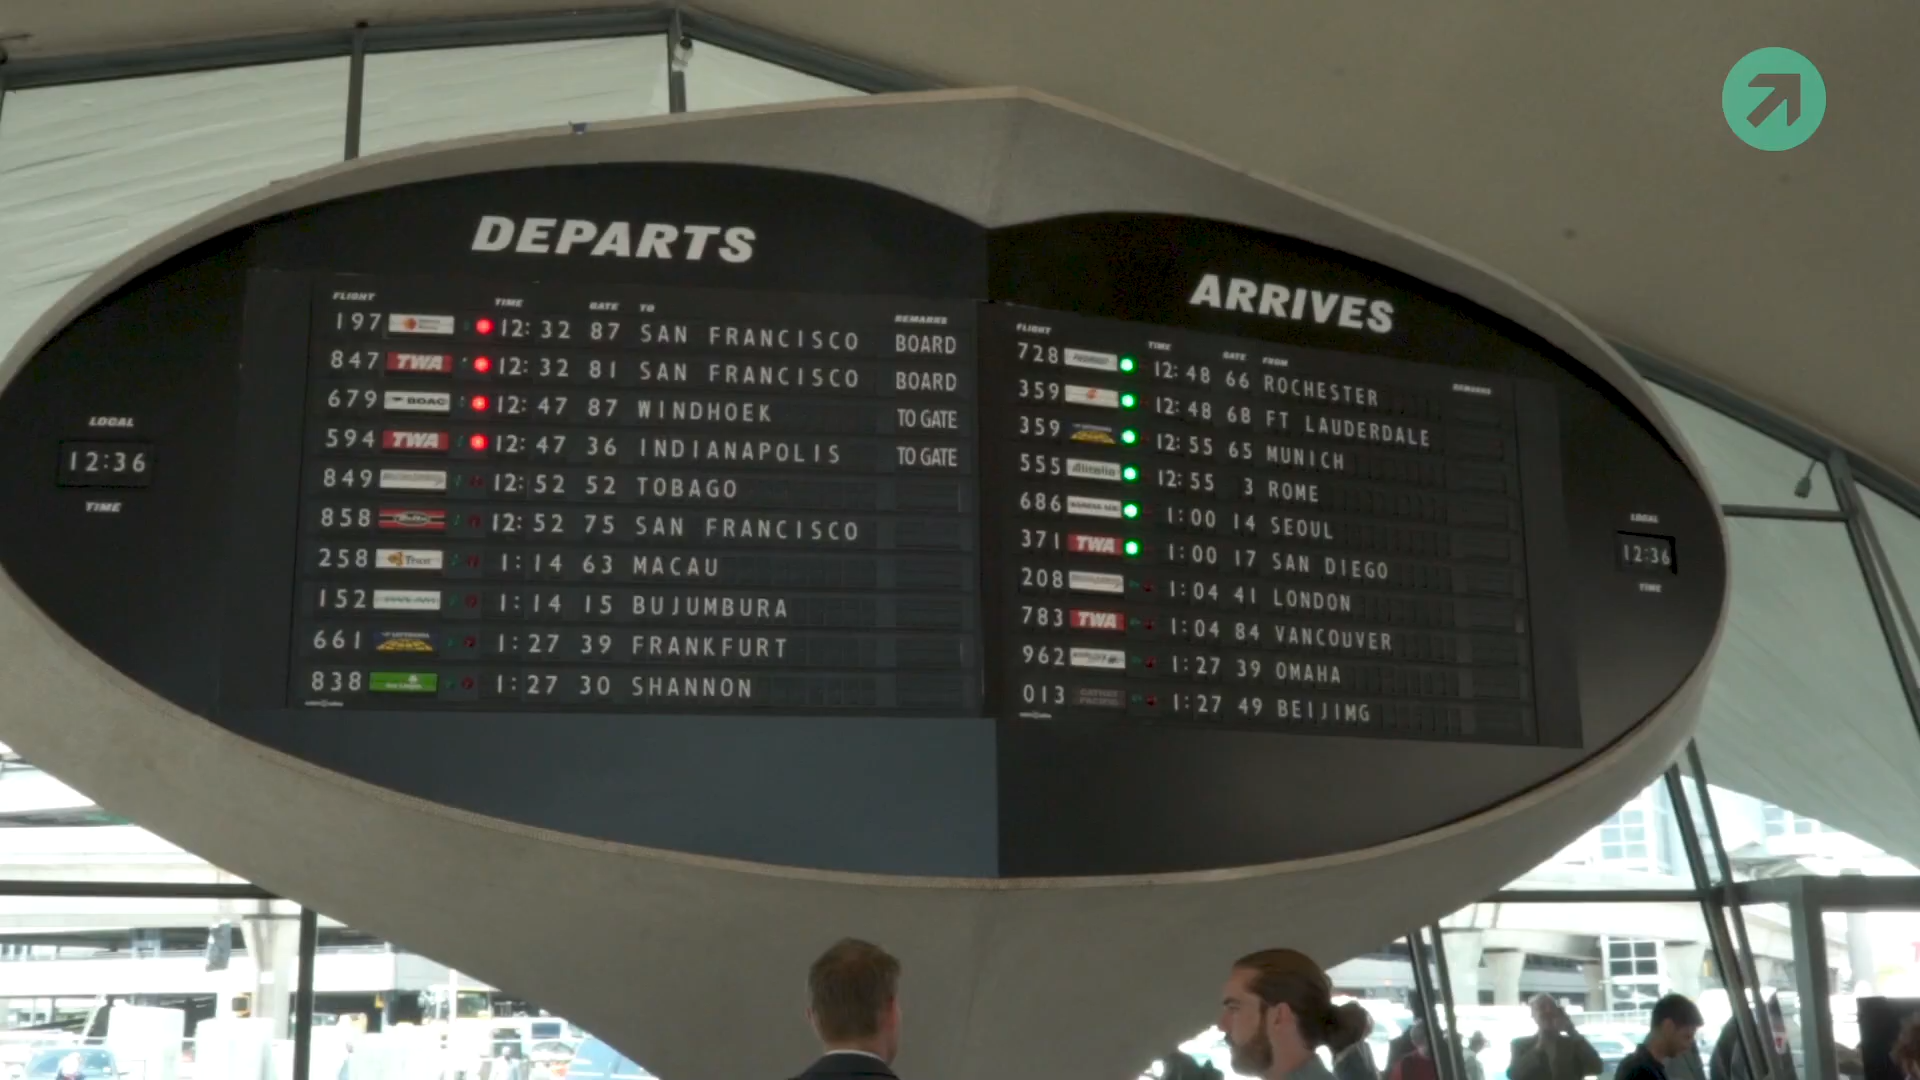 DEPARTS
FLIGHT TIME GATE TO REMARKS
197 12:32 87 SAN FRANCISCO BOARD
847 TWA 12:32 81 SAN FRANCISCO BOARD
679 BOAC 12:47 87 WINDHOEK TO GATE
594 TWA 12:47 36 INDIANAPOLIS TO GATE
849 12:52 52 TOBAGO
858 12:52 75 SAN FRANCISCO
258 1:14 63 MACAU
152 1:14 15 BUJUMBURA
661 LUFTHANSA 1:27 39 FRANKFURT
838 1:27 30 SHANNON
LOCAL
12:36
TIME
ARRIVES
FLIGHT TIME GATE FROM REMARKS
728 12:48 66 ROCHESTER
359 12:48 68 FT LAUDERDALE
359 12:55 65 MUNICH
555 Alitalia 12:55 3 ROME
686 1:00 14 SEOUL
371 TWA 1:00 17 SAN DIEGO
208 1:04 41 LONDON
783 TWA 1:04 84 VANCOUVER
962 1:27 39 OMAHA
013 CATHAY PACIFIC 1:27 49 BEIJIMG
LOCAL
12:36
TIME